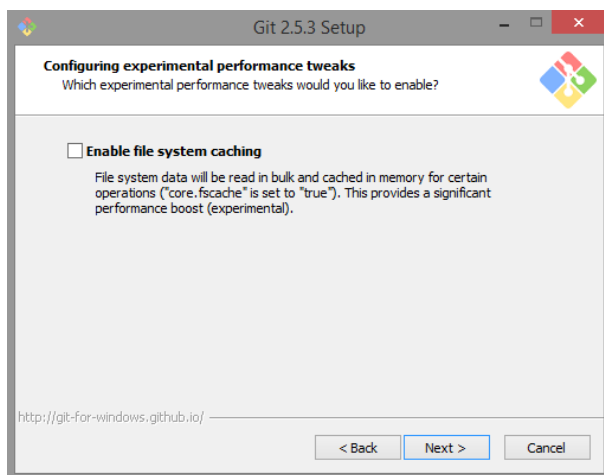 Git 2.5.3 Setup
Configuring experimental performance tweaks
Which experimental performance tweaks would you like to enable?
Enable file system caching
File system data will be read in bulk and cached in memory for certain
operations ("core.fscache" is set to "true"). This provides a significant
performance boost (experimental).
http://git-for-windows.github.io/
< Back Next > Cancel